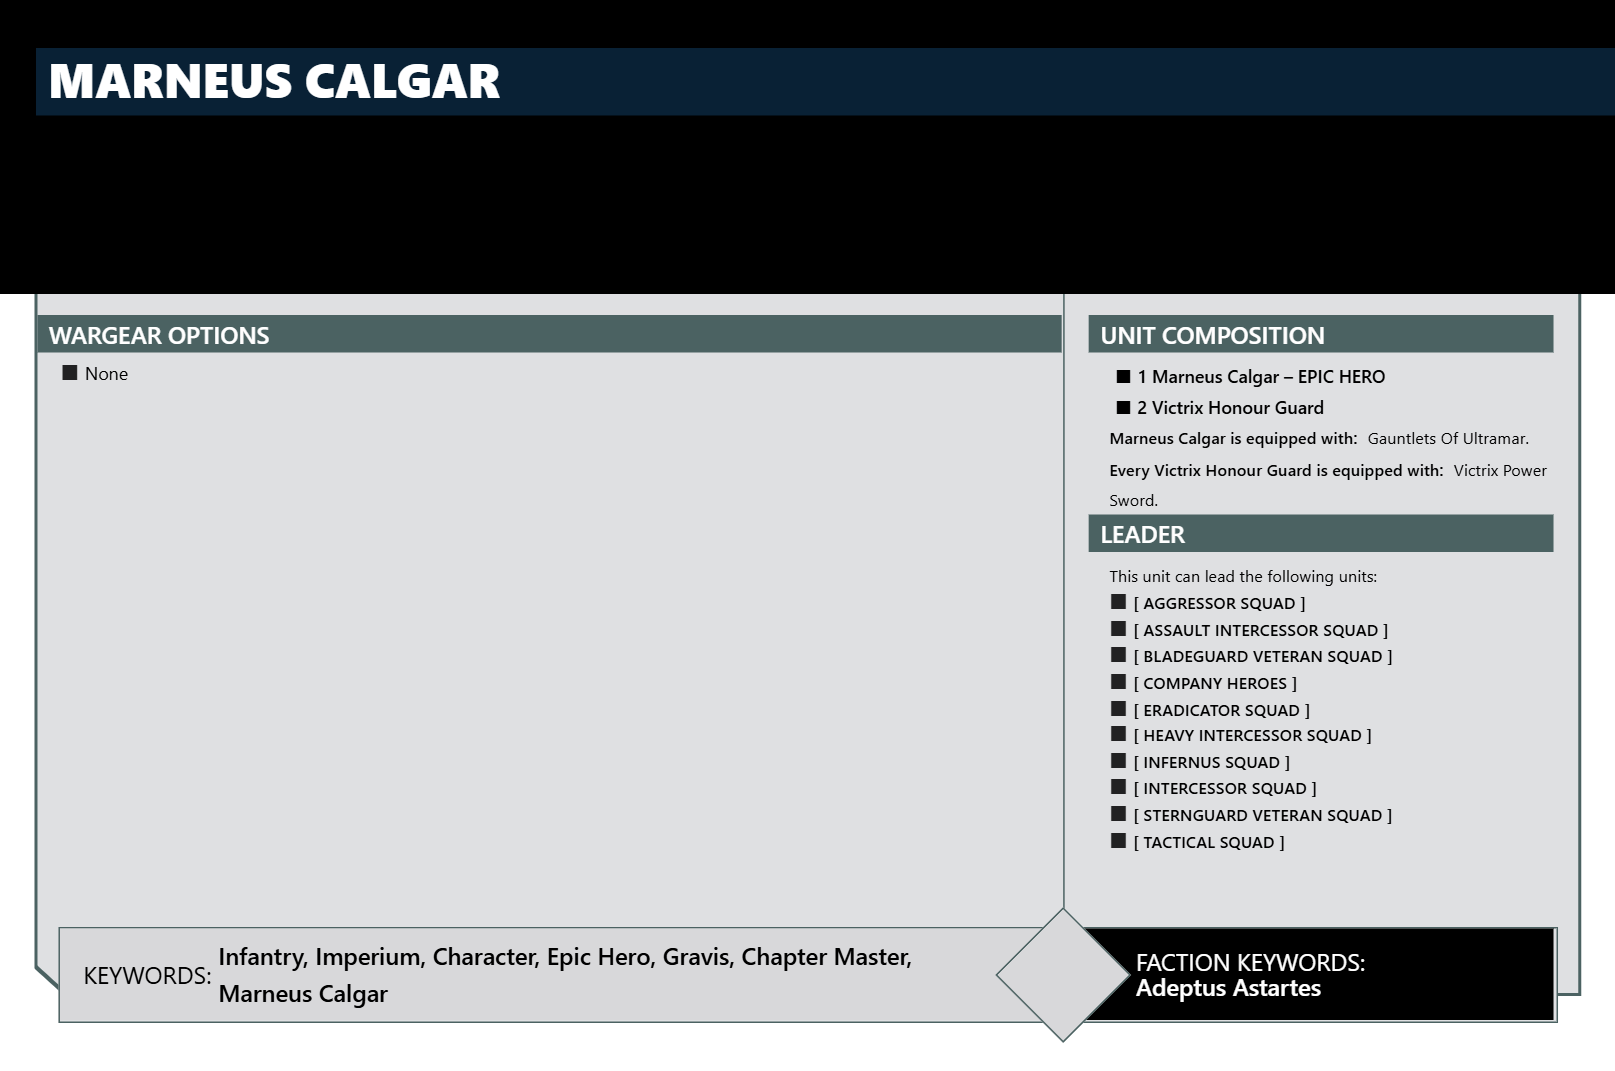 MARNEUS CALGAR
WARGEAR OPTIONS
■ None
UNIT COMPOSITION
■ 1 Marneus Calgar – EPIC HERO
■ 2 Victrix Honour Guard
Marneus Calgar is equipped with: Gauntlets Of Ultramar.
Every Victrix Honour Guard is equipped with: Victrix Power
Sword.
LEADER
This unit can lead the following units:
■ [ AGGRESSOR SQUAD ]
■ [ ASSAULT INTERCESSOR SQUAD ]
■ [ BLADEGUARD VETERAN SQUAD ]
■ [ COMPANY HEROES ]
■ [ ERADICATOR SQUAD ]
■ [ HEAVY INTERCESSOR SQUAD ]
■ [ INFERNUS SQUAD ]
■ [ INTERCESSOR SQUAD ]
■ [ STERNGUARD VETERAN SQUAD ]
■ [ TACTICAL SQUAD ]
KEYWORDS: Infantry, Imperium, Character, Epic Hero, Gravis, Chapter Master,
Marneus Calgar
FACTION KEYWORDS:
Adeptus Astartes